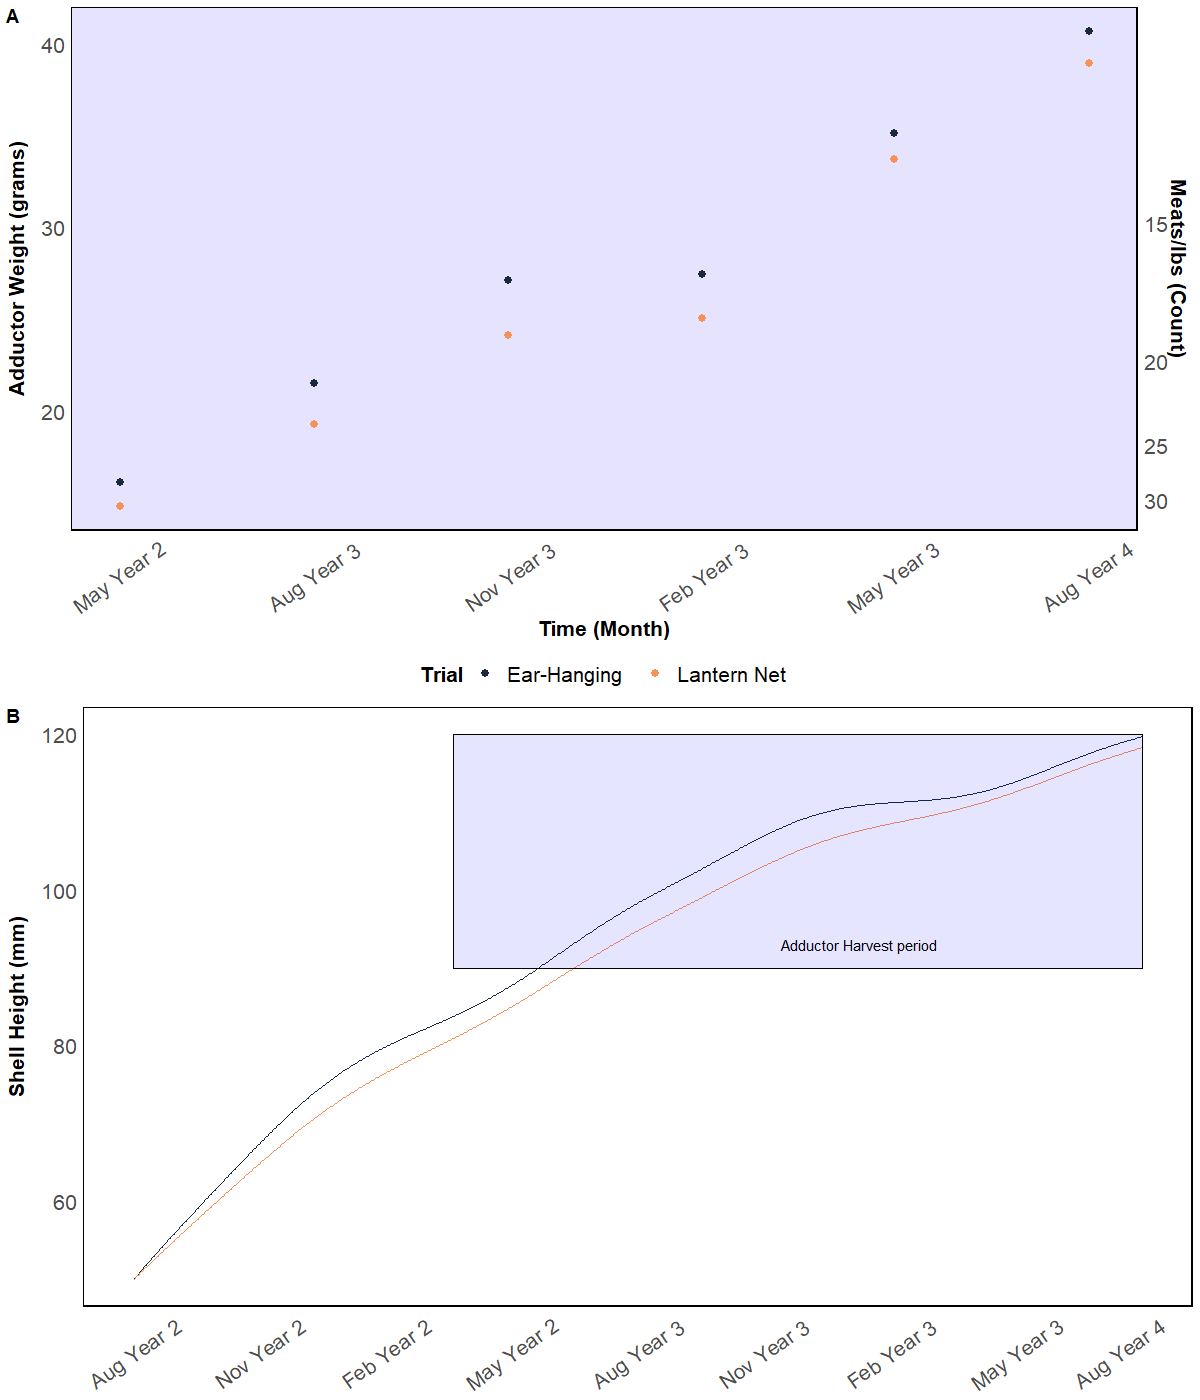 A
Adductor Weight (grams)
40
30
20
Meats/lbs (Count)
15
20
25
30
May Year 2
Aug Year 3
Nov Year 3
Feb Year 3
May Year 3
Aug Year 4
Time (Month)
Trial Ear-Hanging Lantern Net
B
Shell Height (mm)
120
100
80
60
Adductor Harvest period
Aug Year 2
Nov Year 2
Feb Year 2
May Year 2
Aug Year 3
Nov Year 3
Feb Year 3
May Year 3
Aug Year 4